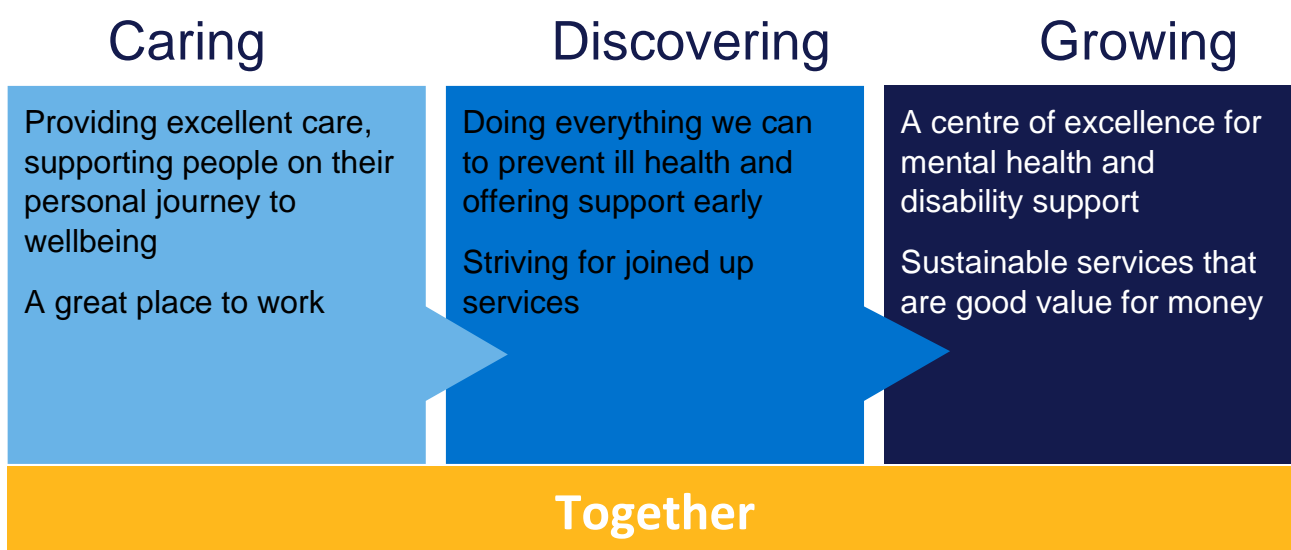 Caring
Providing excellent care,
supporting people on their
personal journey to
wellbeing
A great place to work
Discovering
Doing everything we can
to prevent ill health and
offering support early
Striving for joined up
services
Growing
A centre of excellence for
mental health and
disability support
Sustainable services that
are good value for money
Together